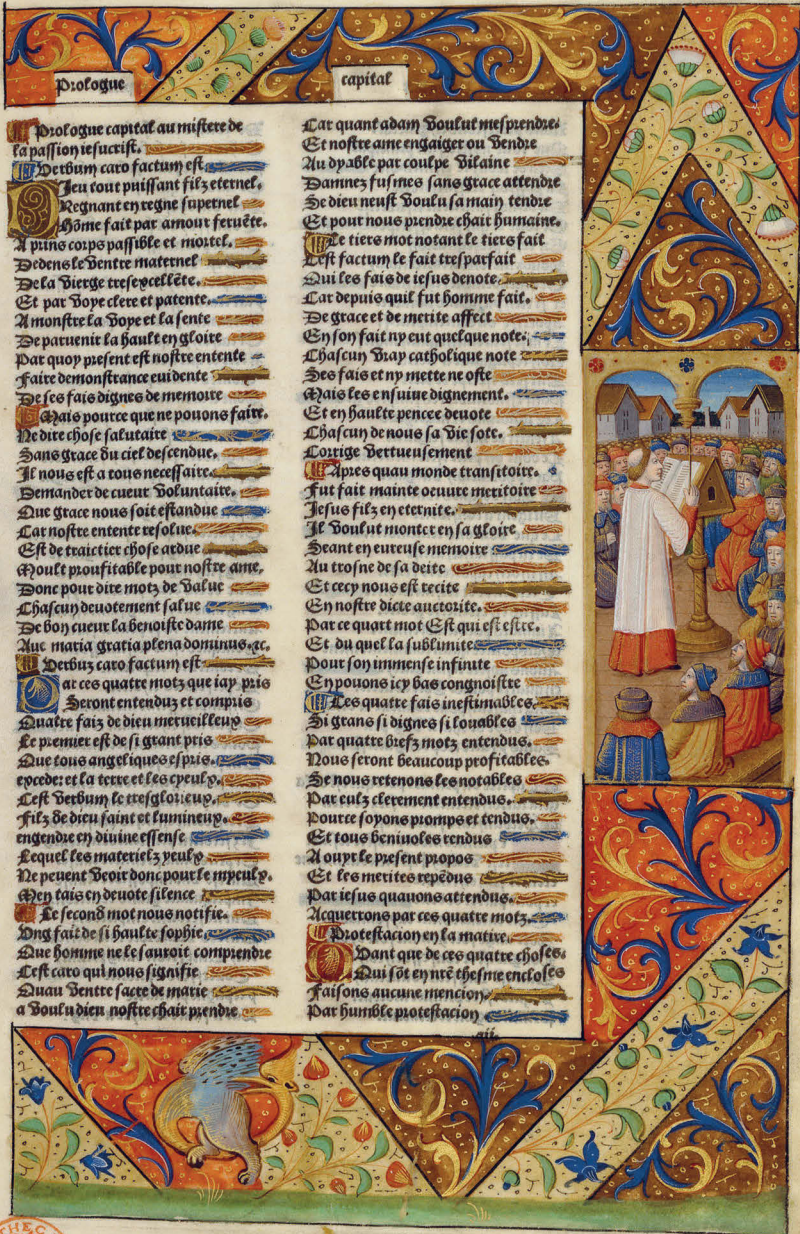 Prologue
capital
Prologue capital au mistere de
la passion iesucrist.
Verbum caro factum est
Dieu tout puissant filz eternel.
Regnant en regne supernel
Hõme fait par amour feruẽte.
A prins corps passible et mortel.
Dedens le ventre maternel
De la vierge tresexcellẽte.
Et par voye clere et patente.
A monstre la voye et la sente
De paruenir la hault en gloire
Par quoy present est nostre entente
Faire demonstrance euidente
De ses fais dignes de memoire
Mais pource que ne pouons faire.
Ne dire chose salutaire
Sans grace du ciel descendue.
Il nous est a tous necessaire.
Demander de cueur voluntaire.
Que grace nous soit estandue
Car nostre entente resolue.
Est de traictier chose ardue
Moult proufitable pour nostre ame.
Donc pour dire motz de value
Chascun deuotement salue
De bon cueur la benoiste dame
Aue maria gratia plena dominus.⁊c.
Verbuz caro factum est
Par ces quatre motz que iay pris
Seront entenduz et compris
Quatre faiz de dieu merueilleux
Le premier est de si grant pris
Que tous angeliques espris.
exceder et la terre et les cyeulx.
Cest verbum le tresglorieux.
Filz de dieu saint et lumineux.
engendre en diuine essense
Lequel les materielz yeulx
Ne peuent veoir donc pour le myeulx.
Men tais en deuote silence
Le second mot nous notifie.
Vng fait de si haulte sophie
Que homme ne le sauroit comprendre
Cest caro qui nous signifie
Quau ventre sacre de marie
a voulu dieu nostre chair prendre
Car quant adam voulut mesprendre.
Et nostre ame engaiger ou vendre
Au dyable par coulpe vilaine
Damnez fusmes sans grace attendre
Se dieu neust voulu sa main tendre
Et pour nous prendre chair humaine.
Le tiers mot notant le tiers fait
Cest factum le fait tresparfait
Qui les fais de iesus denote.
Car depuis quil fut homme fait.
De grace et de merite affect
En son fait ny eut quelque note.
Chascun vray catholique note
Ses fais et ny mette ne oste
Mais les ensuiue dignement.
Et en haulte pencee deuote
Chascun de nous sa vie sote.
Corrige vertueusement
Apres quau monde transitoire.
Fut fait mainte oeuure meritoire
Iesus filz en eternite.
Il voulut monter en sa gloire
Seant en eureuse memoire
Au trosne de sa deite
Et cecy nous est recite
En nostre dicte auctorite.
Par ce quart mot Est qui est estre.
Et du quel la sublimite
Pour son immense infinite
En pouons icy bas congnoistre
Les quatre fais inestimables.
Si grans si dignes si louables
Par quatre brefz motz entendus.
Nous seront beaucoup profitables.
Se nous retenons les notables
Par eulz clerement entendus.
Pource soyons promps et tendus.
Et tous beniuoles rendus
A ouyr le present propos
Et les merites repẽdus
Par iesus quauons attendus.
Acquerrons par ces quatre motz.
Protestacion en la matire.
Dauant que de ces quatre choses.
Qui sõt en nrẽ thesme encloses
Faisons aucune mencion.
Par humble protestacion